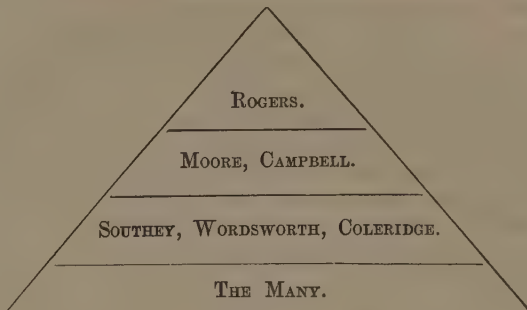 Rogers.
Moore, Campbell.
Southey, Wordsworth, Coleridge.
The Many.